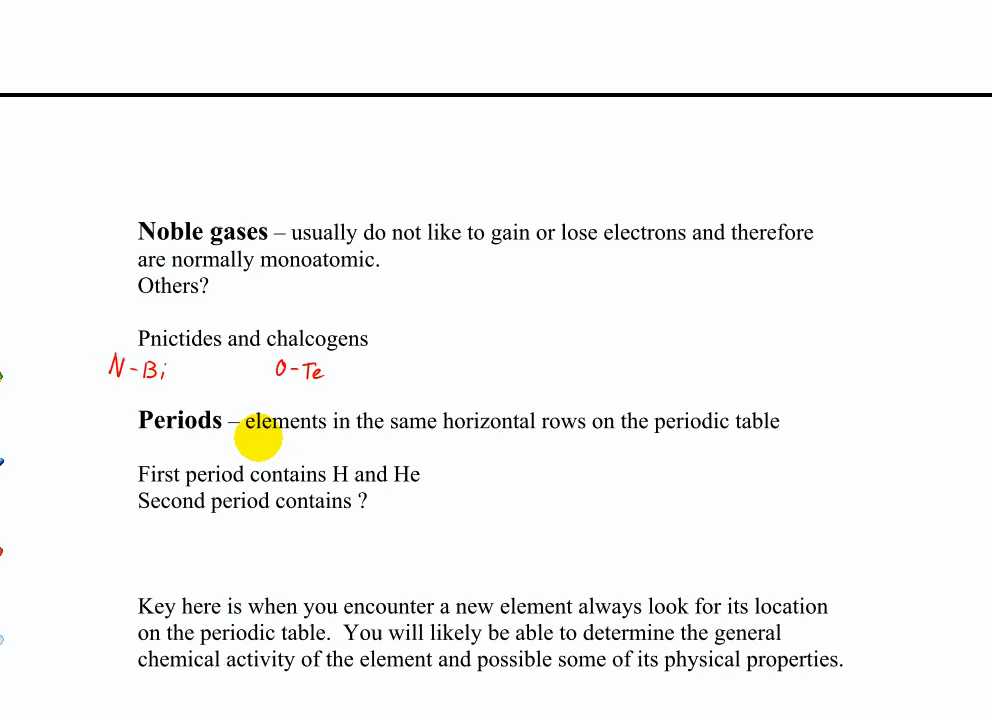 Noble gases – usually do not like to gain or lose electrons and therefore
are normally monoatomic.
Others?
Pnictides and chalcogens
N-Bi O-Te
Periods – elements in the same horizontal rows on the periodic table
First period contains H and He
Second period contains ?
Key here is when you encounter a new element always look for its location
on the periodic table. You will likely be able to determine the general
chemical activity of the element and possible some of its physical properties.